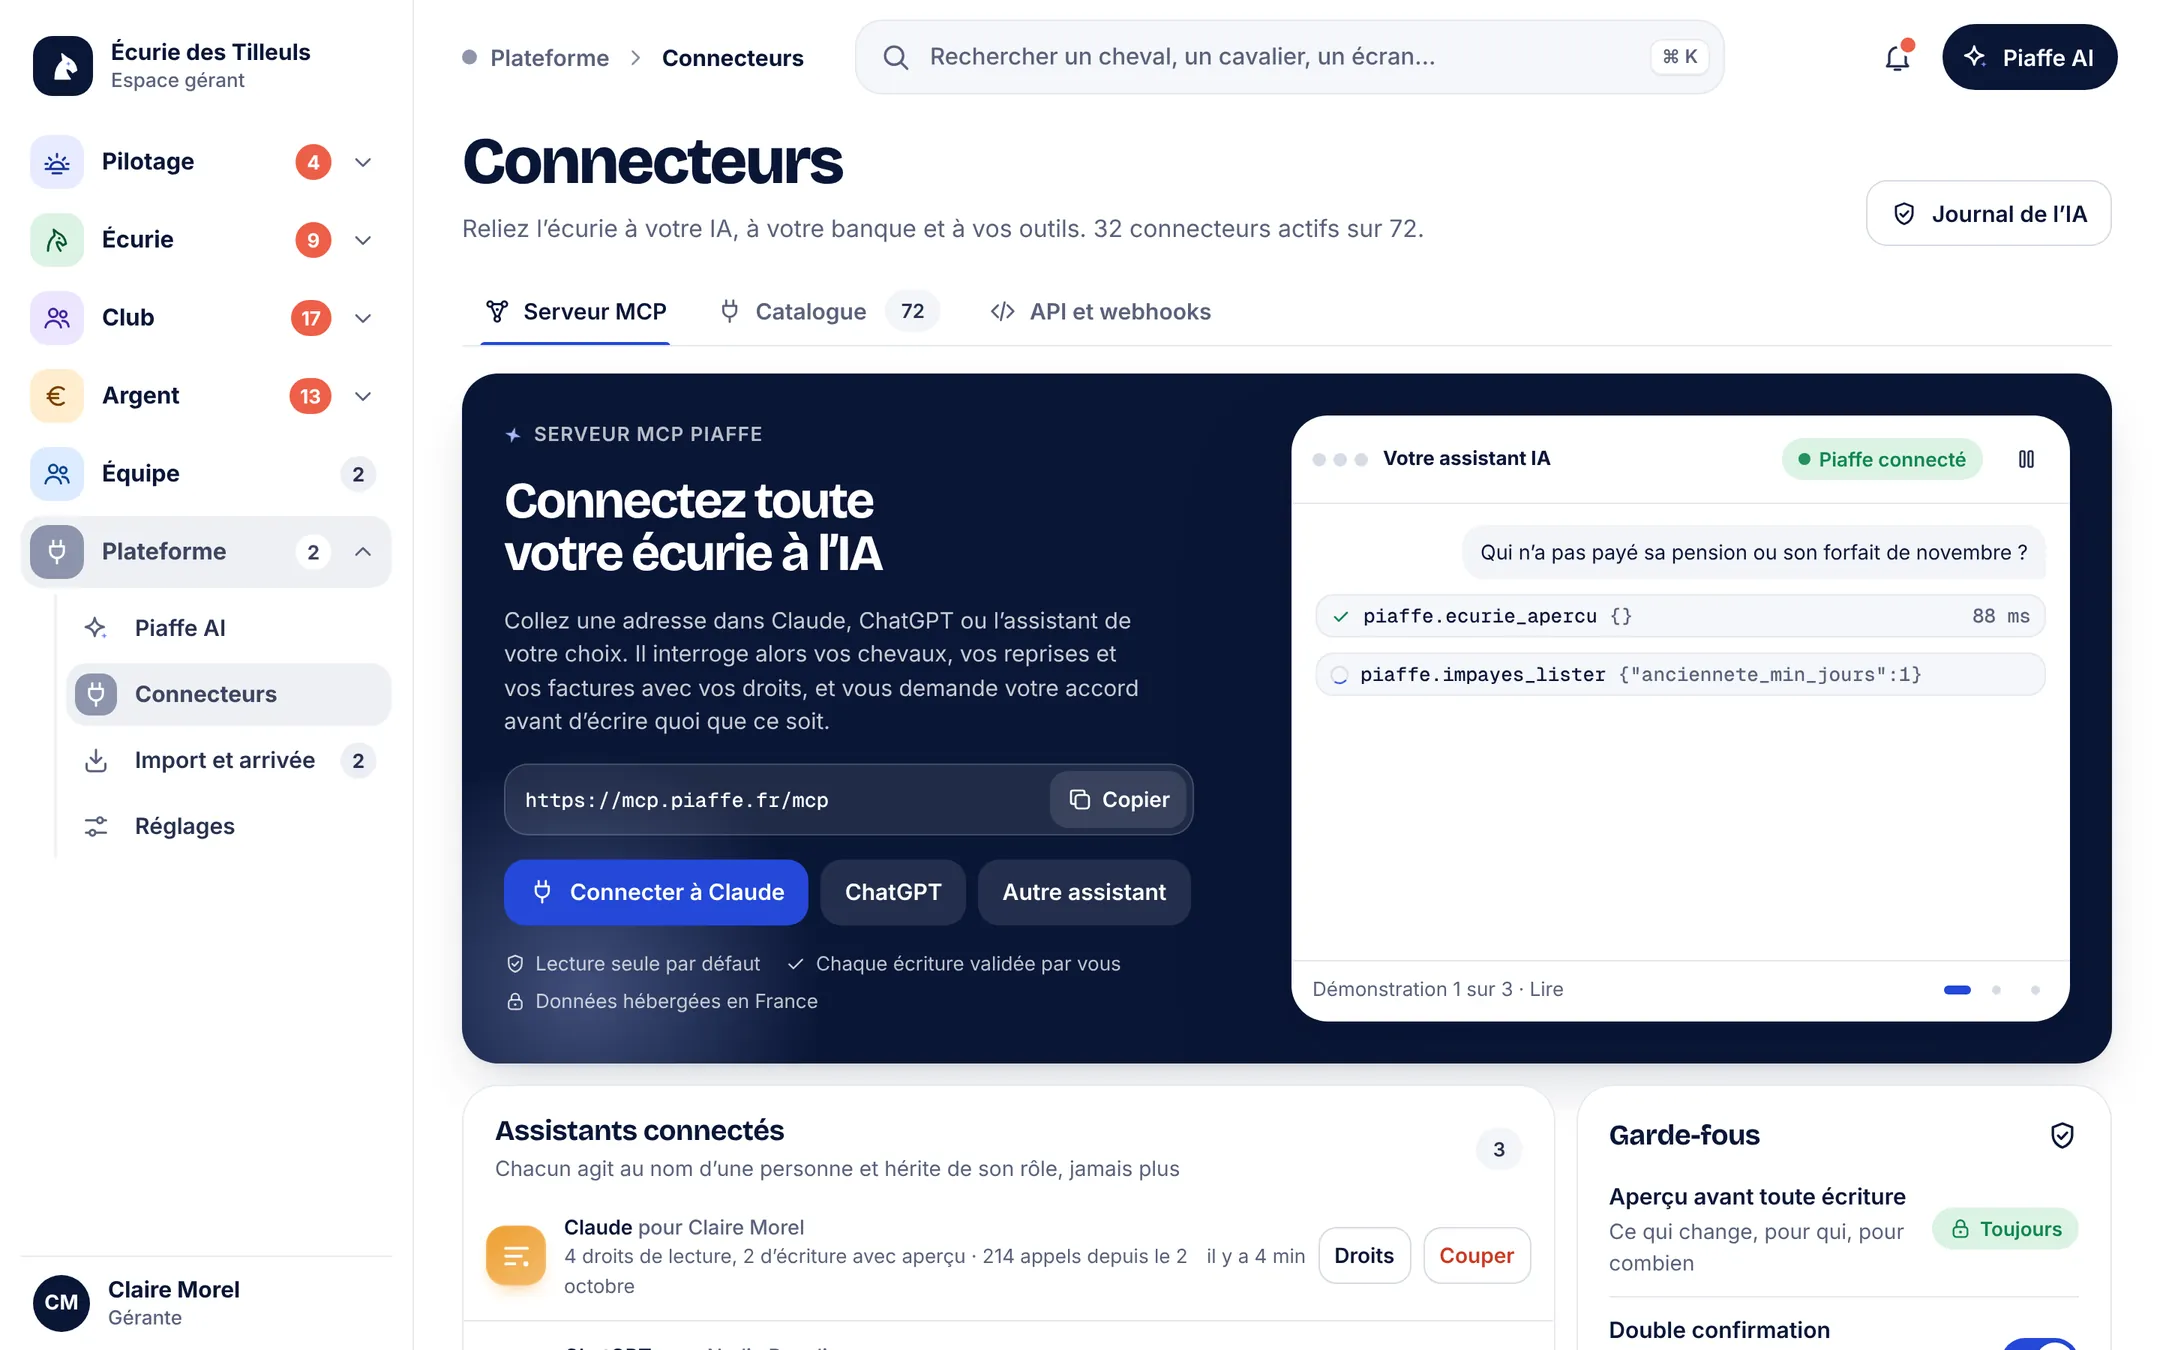 Écurie des Tilleuls
Espace gérant
Pilotage
4
Écurie
9
Club
17
Argent
13
Équipe
2
Plateforme
2
Piaffe AI
Connecteurs
Import et arrivée
2
Réglages
CM
Claire Morel
Gérante
Plateforme
Connecteurs
Rechercher un cheval, un cavalier, un écran...
⌘ K
Piaffe AI
Connecteurs
Reliez l’écurie à votre IA, à votre banque et à vos outils. 32 connecteurs actifs sur 72.
Journal de l’IA
Serveur MCP
Catalogue
72
API et webhooks
SERVEUR MCP PIAFFE
Connectez toute
votre écurie à l’IA
Collez une adresse dans Claude, ChatGPT ou l’assistant de
votre choix. Il interroge alors vos chevaux, vos reprises et
vos factures avec vos droits, et vous demande votre accord
avant d’écrire quoi que ce soit.
https://mcp.piaffe.fr/mcp
Copier
Connecter à Claude
ChatGPT
Autre assistant
Lecture seule par défaut
Chaque écriture validée par vous
Données hébergées en France
Votre assistant IA
Piaffe connecté
Qui n’a pas payé sa pension ou son forfait de novembre ?
piaffe.ecurie_apercu {}
88 ms
piaffe.impayes_lister {"anciennete_min_jours":1}
Démonstration 1 sur 3 · Lire
Assistants connectés
Chacun agit au nom d’une personne et hérite de son rôle, jamais plus
3
Claude pour Claire Morel
4 droits de lecture, 2 d’écriture avec aperçu · 214 appels depuis le 2
octobre
il y a 4 min
Droits
Couper
Garde-fous
Aperçu avant toute écriture
Ce qui change, pour qui, pour
combien
Toujours
Double confirmation